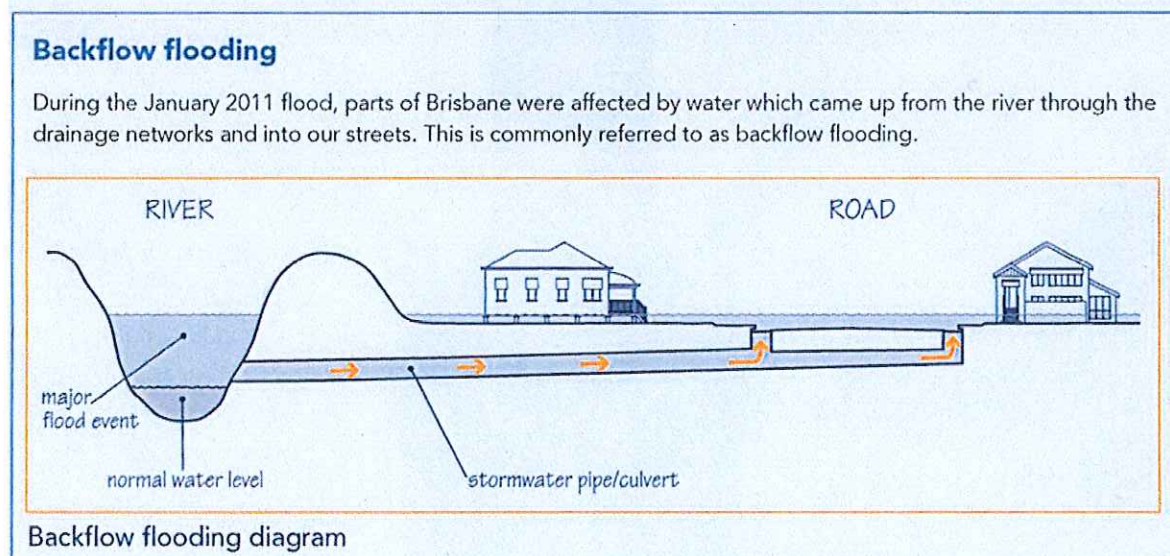 Backflow flooding
During the January 2011 flood, parts of Brisbane were affected by water which came up from the river through the
drainage networks and into our streets. This is commonly referred to as backflow flooding.
RIVER
ROAD
major
flood event
normal water level
stormwater pipe/culvert
Backflow flooding diagram